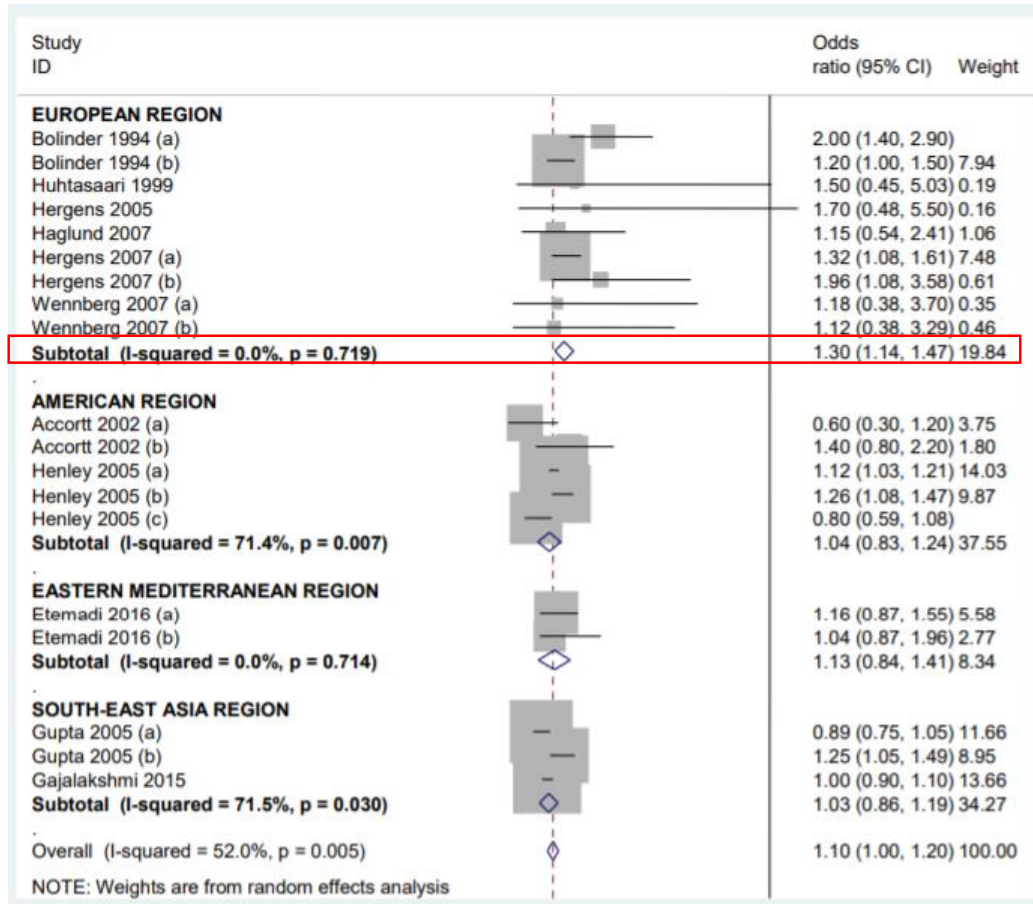 Study Odds
ID ratio (95% CI) Weight
EUROPEAN REGION
Bolinder 1994 (a) 2.00 (1.40, 2.90)
Bolinder 1994 (b) 1.20 (1.00, 1.50) 7.94
Huhtasaari 1999 1.50 (0.45, 5.03) 0.19
Hergens 2005 1.70 (0.48, 5.50) 0.16
Haglund 2007 1.15 (0.54, 2.41) 1.06
Hergens 2007 (a) 1.32 (1.08, 1.61) 7.48
Hergens 2007 (b) 1.96 (1.08, 3.58) 0.61
Wennberg 2007 (a) 1.18 (0.38, 3.70) 0.35
Wennberg 2007 (b) 1.12 (0.38, 3.29) 0.46
Subtotal (I-squared = 0.0%, p = 0.719) 1.30 (1.14, 1.47) 19.84
.
AMERICAN REGION
Accortt 2002 (a) 0.60 (0.30, 1.20) 3.75
Accortt 2002 (b) 1.40 (0.80, 2.20) 1.80
Henley 2005 (a) 1.12 (1.03, 1.21) 14.03
Henley 2005 (b) 1.26 (1.08, 1.47) 9.87
Henley 2005 (c) 0.80 (0.59, 1.08)
Subtotal (I-squared = 71.4%, p = 0.007) 1.04 (0.83, 1.24) 37.55
.
EASTERN MEDITERRANEAN REGION
Etemadi 2016 (a) 1.16 (0.87, 1.55) 5.58
Etemadi 2016 (b) 1.04 (0.87, 1.96) 2.77
Subtotal (I-squared = 0.0%, p = 0.714) 1.13 (0.84, 1.41) 8.34
.
SOUTH-EAST ASIA REGION
Gupta 2005 (a) 0.89 (0.75, 1.05) 11.66
Gupta 2005 (b) 1.25 (1.05, 1.49) 8.95
Gajalakshmi 2015 1.00 (0.90, 1.10) 13.66
Subtotal (I-squared = 71.5%, p = 0.030) 1.03 (0.86, 1.19) 34.27
.
Overall (I-squared = 52.0%, p = 0.005) 1.10 (1.00, 1.20) 100.00
NOTE: Weights are from random effects analysis